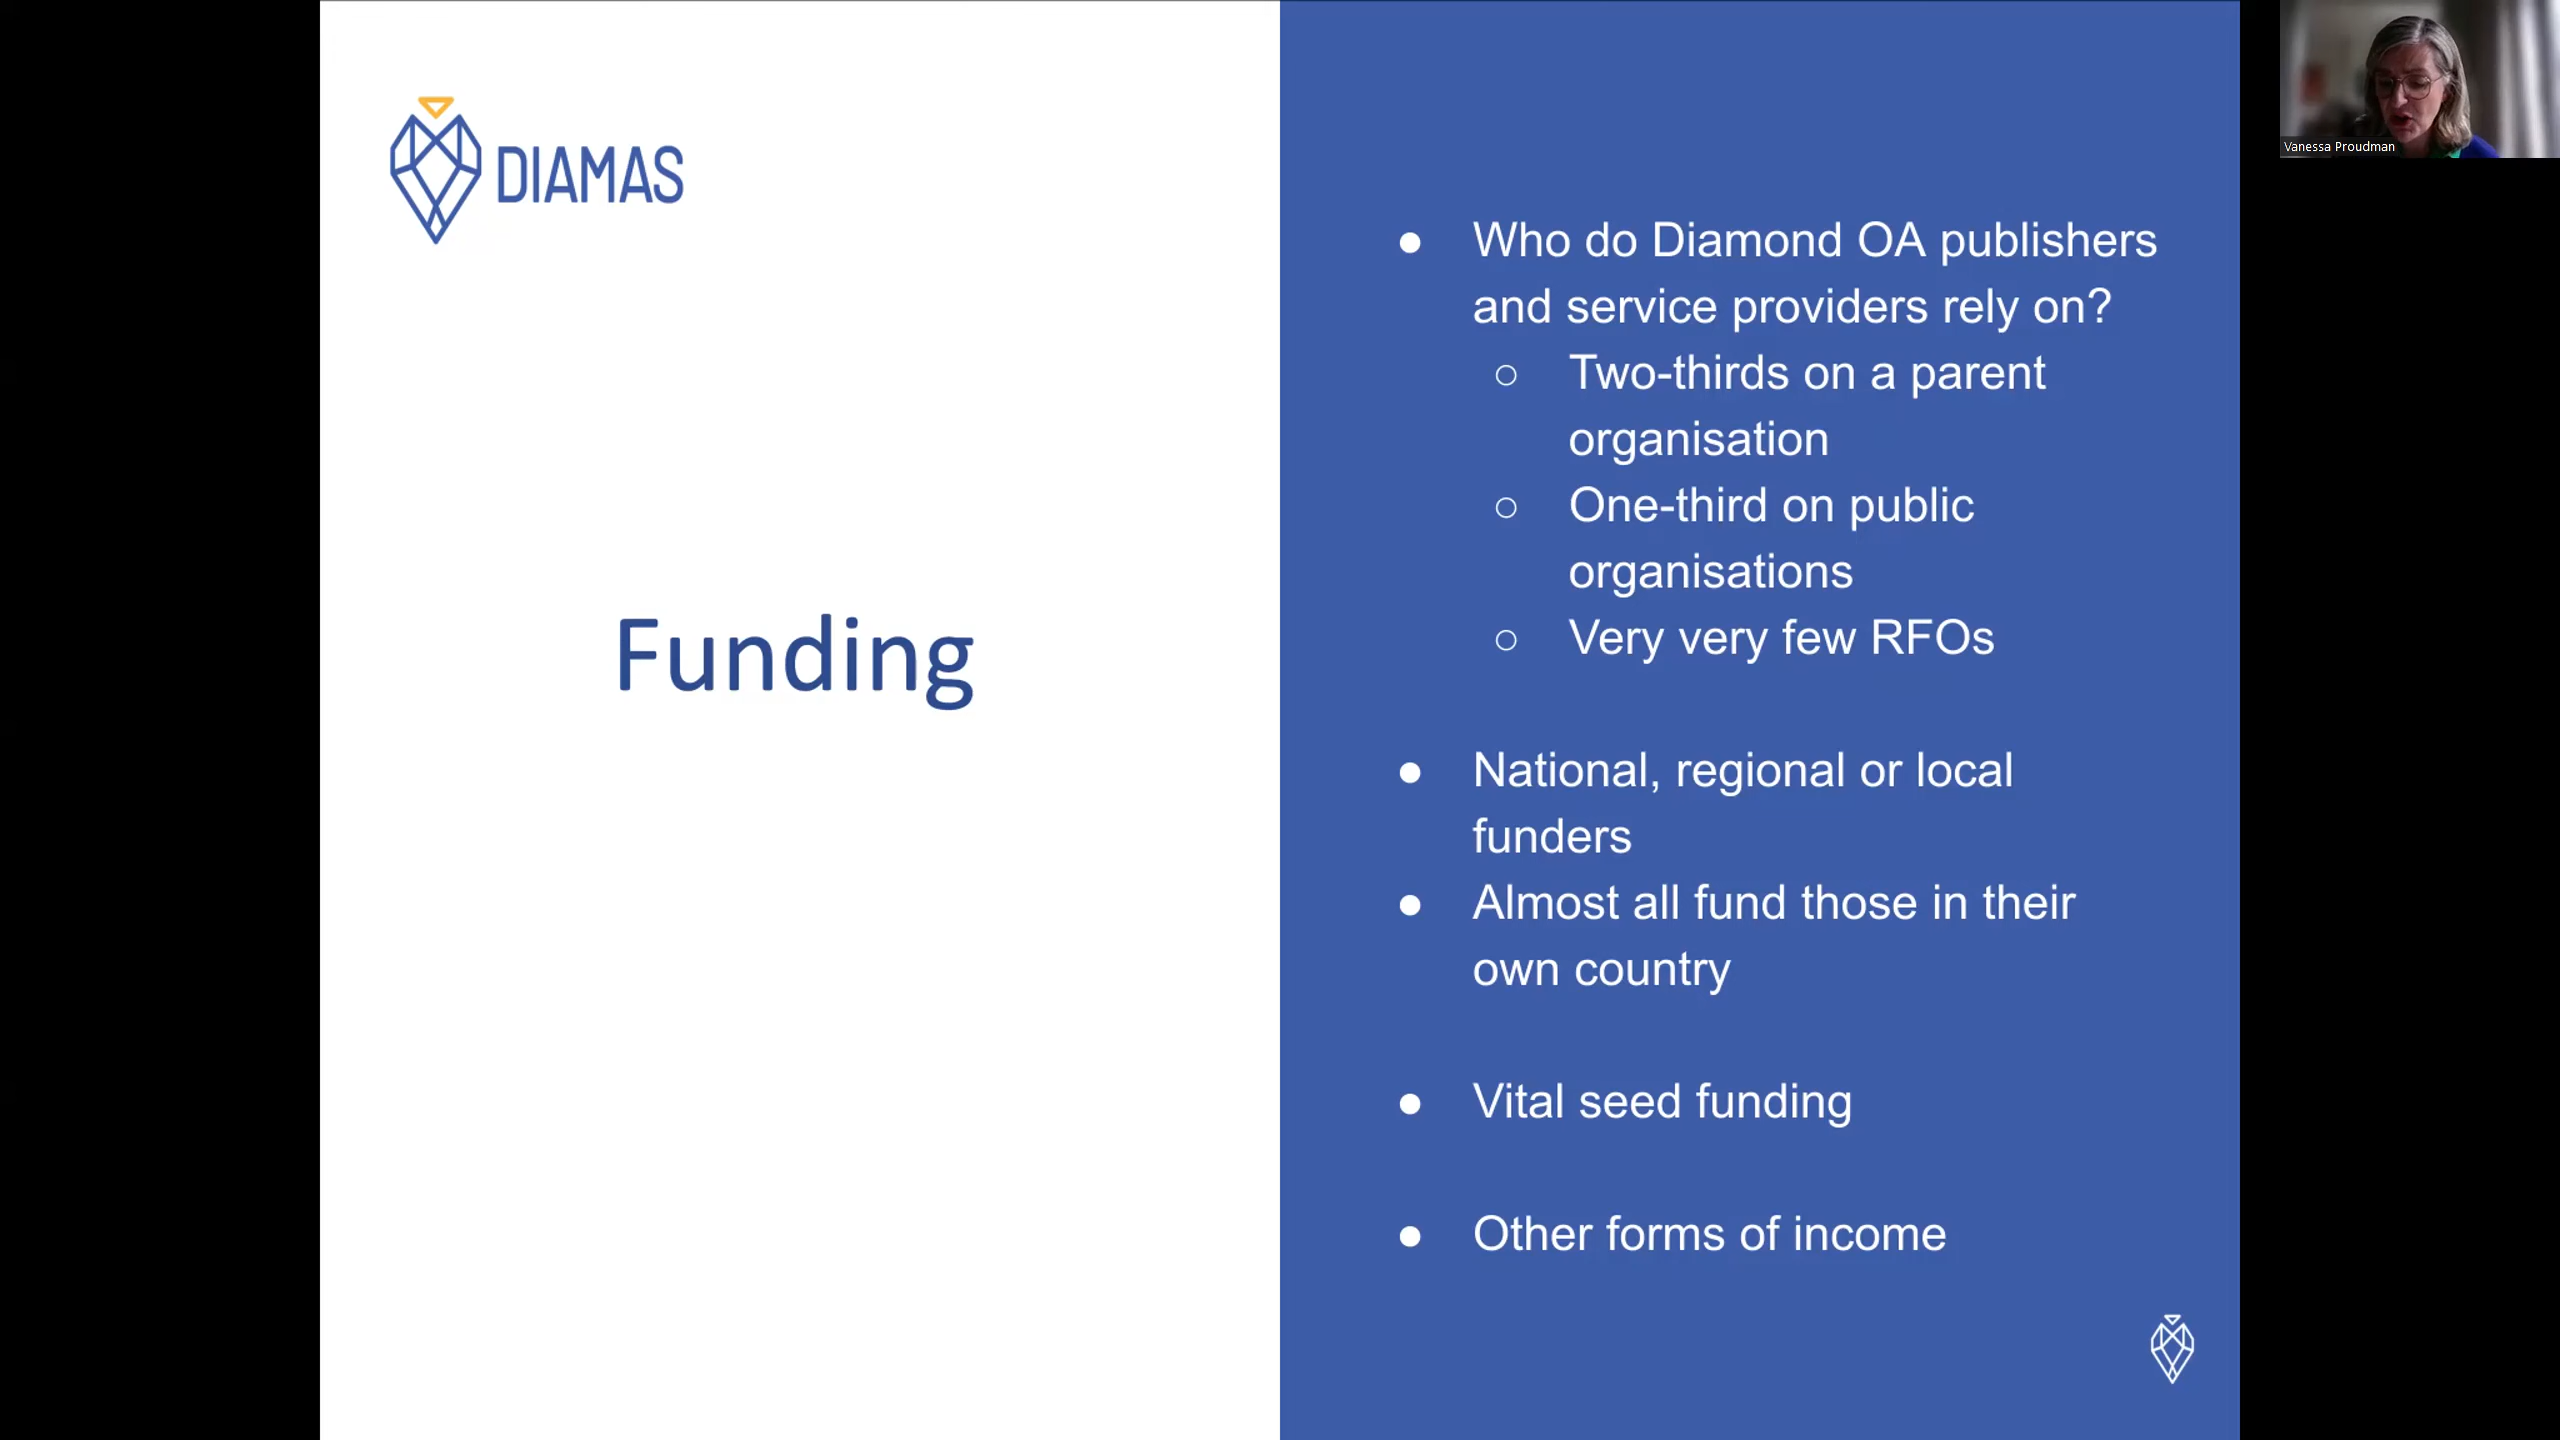 DIAMAS
Funding
● Who do Diamond OA publishers
and service providers rely on?
○ Two-thirds on a parent
organisation
○ One-third on public
organisations
○ Very very few RFOs
● National, regional or local
funders
● Almost all fund those in their
own country
● Vital seed funding
● Other forms of income
Vanessa Proudman